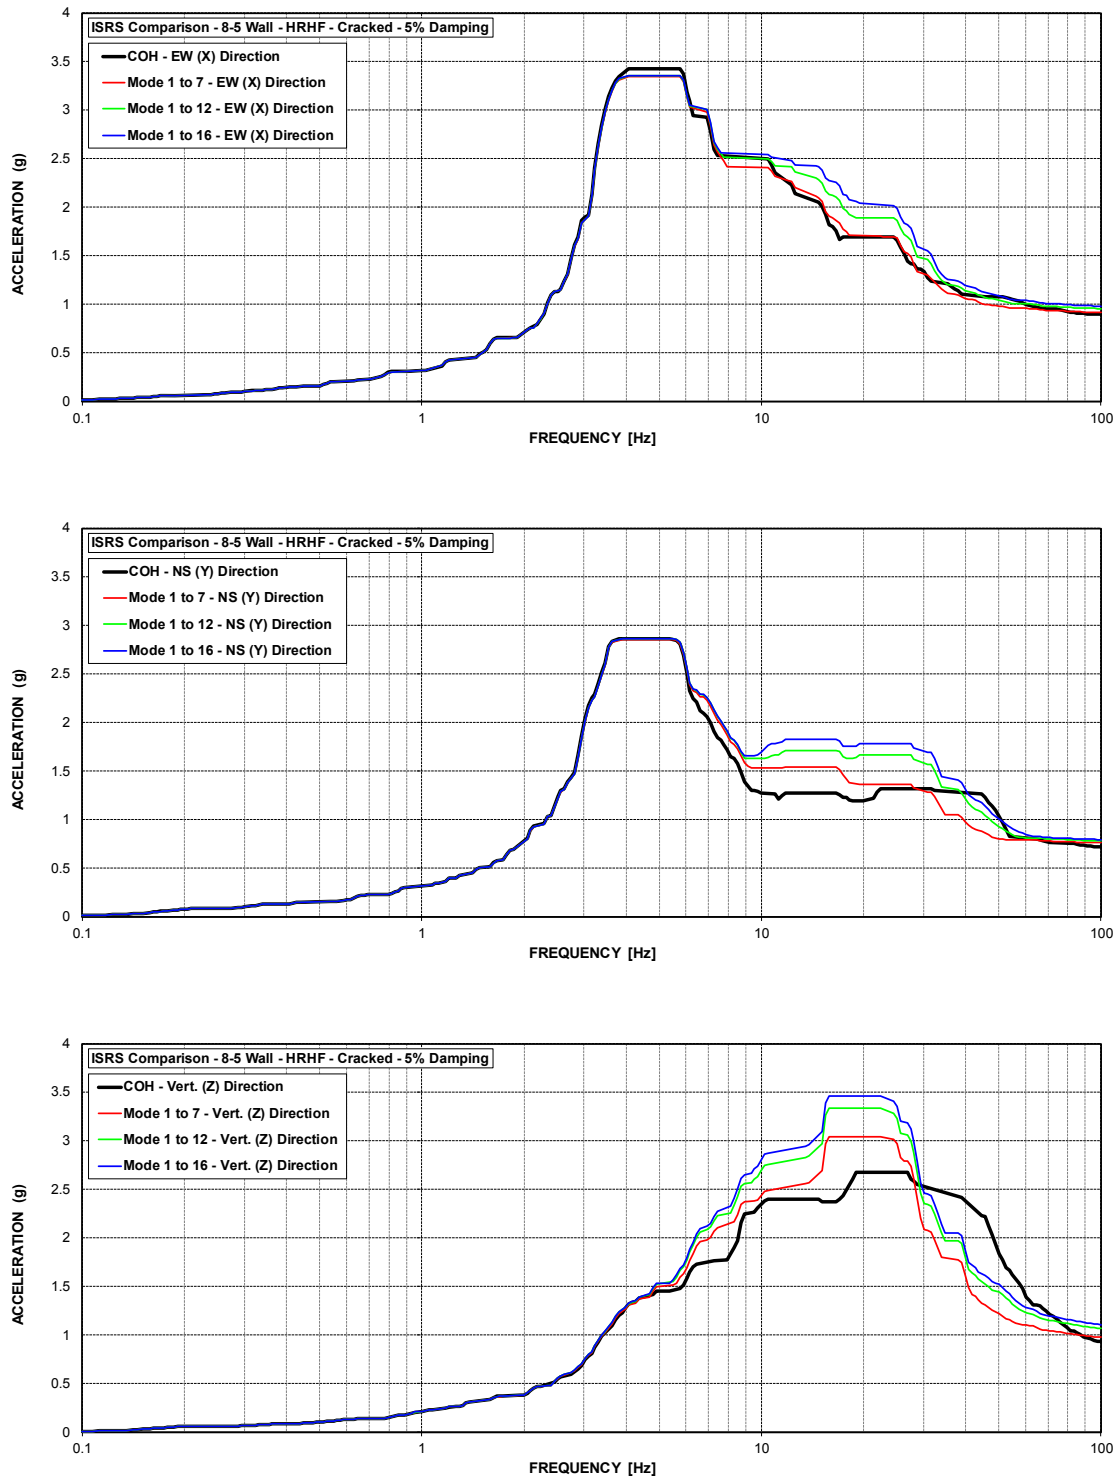 ISRS Comparison - 8-5 Wall - HRHF - Cracked - 5% Damping
COH - EW (X) Direction
Mode 1 to 7 - EW (X) Direction
Mode 1 to 12 - EW (X) Direction
Mode 1 to 16 - EW (X) Direction
ACCELERATION (g)
4
3.5
3
2.5
2
1.5
1
0.5
0
0.1 1 10 100
FREQUENCY [Hz]
ISRS Comparison - 8-5 Wall - HRHF - Cracked - 5% Damping
COH - NS (Y) Direction
Mode 1 to 7 - NS (Y) Direction
Mode 1 to 12 - NS (Y) Direction
Mode 1 to 16 - NS (Y) Direction
ACCELERATION (g)
4
3.5
3
2.5
2
1.5
1
0.5
0
0.1 1 10 100
FREQUENCY [Hz]
ISRS Comparison - 8-5 Wall - HRHF - Cracked - 5% Damping
COH - Vert. (Z) Direction
Mode 1 to 7 - Vert. (Z) Direction
Mode 1 to 12 - Vert. (Z) Direction
Mode 1 to 16 - Vert. (Z) Direction
ACCELERATION (g)
4
3.5
3
2.5
2
1.5
1
0.5
0
0.1 1 10 100
FREQUENCY [Hz]